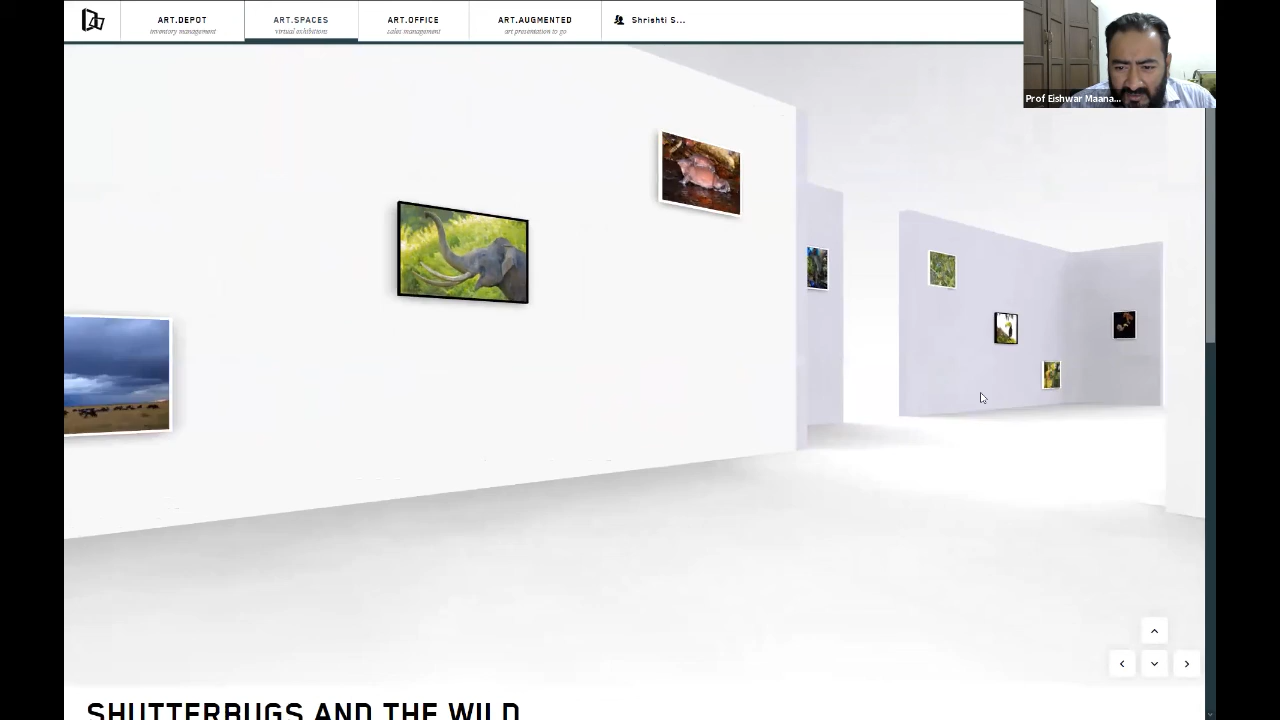 ART.DEPOT
inventory management
ART.SPACES
virtual exhibitions
ART.OFFICE
sales management
ART.AUGMENTED
art presentation to go
Shrishti S...
Prof Eishwar Maana...
SHUTTERBUGS AND THE WILD